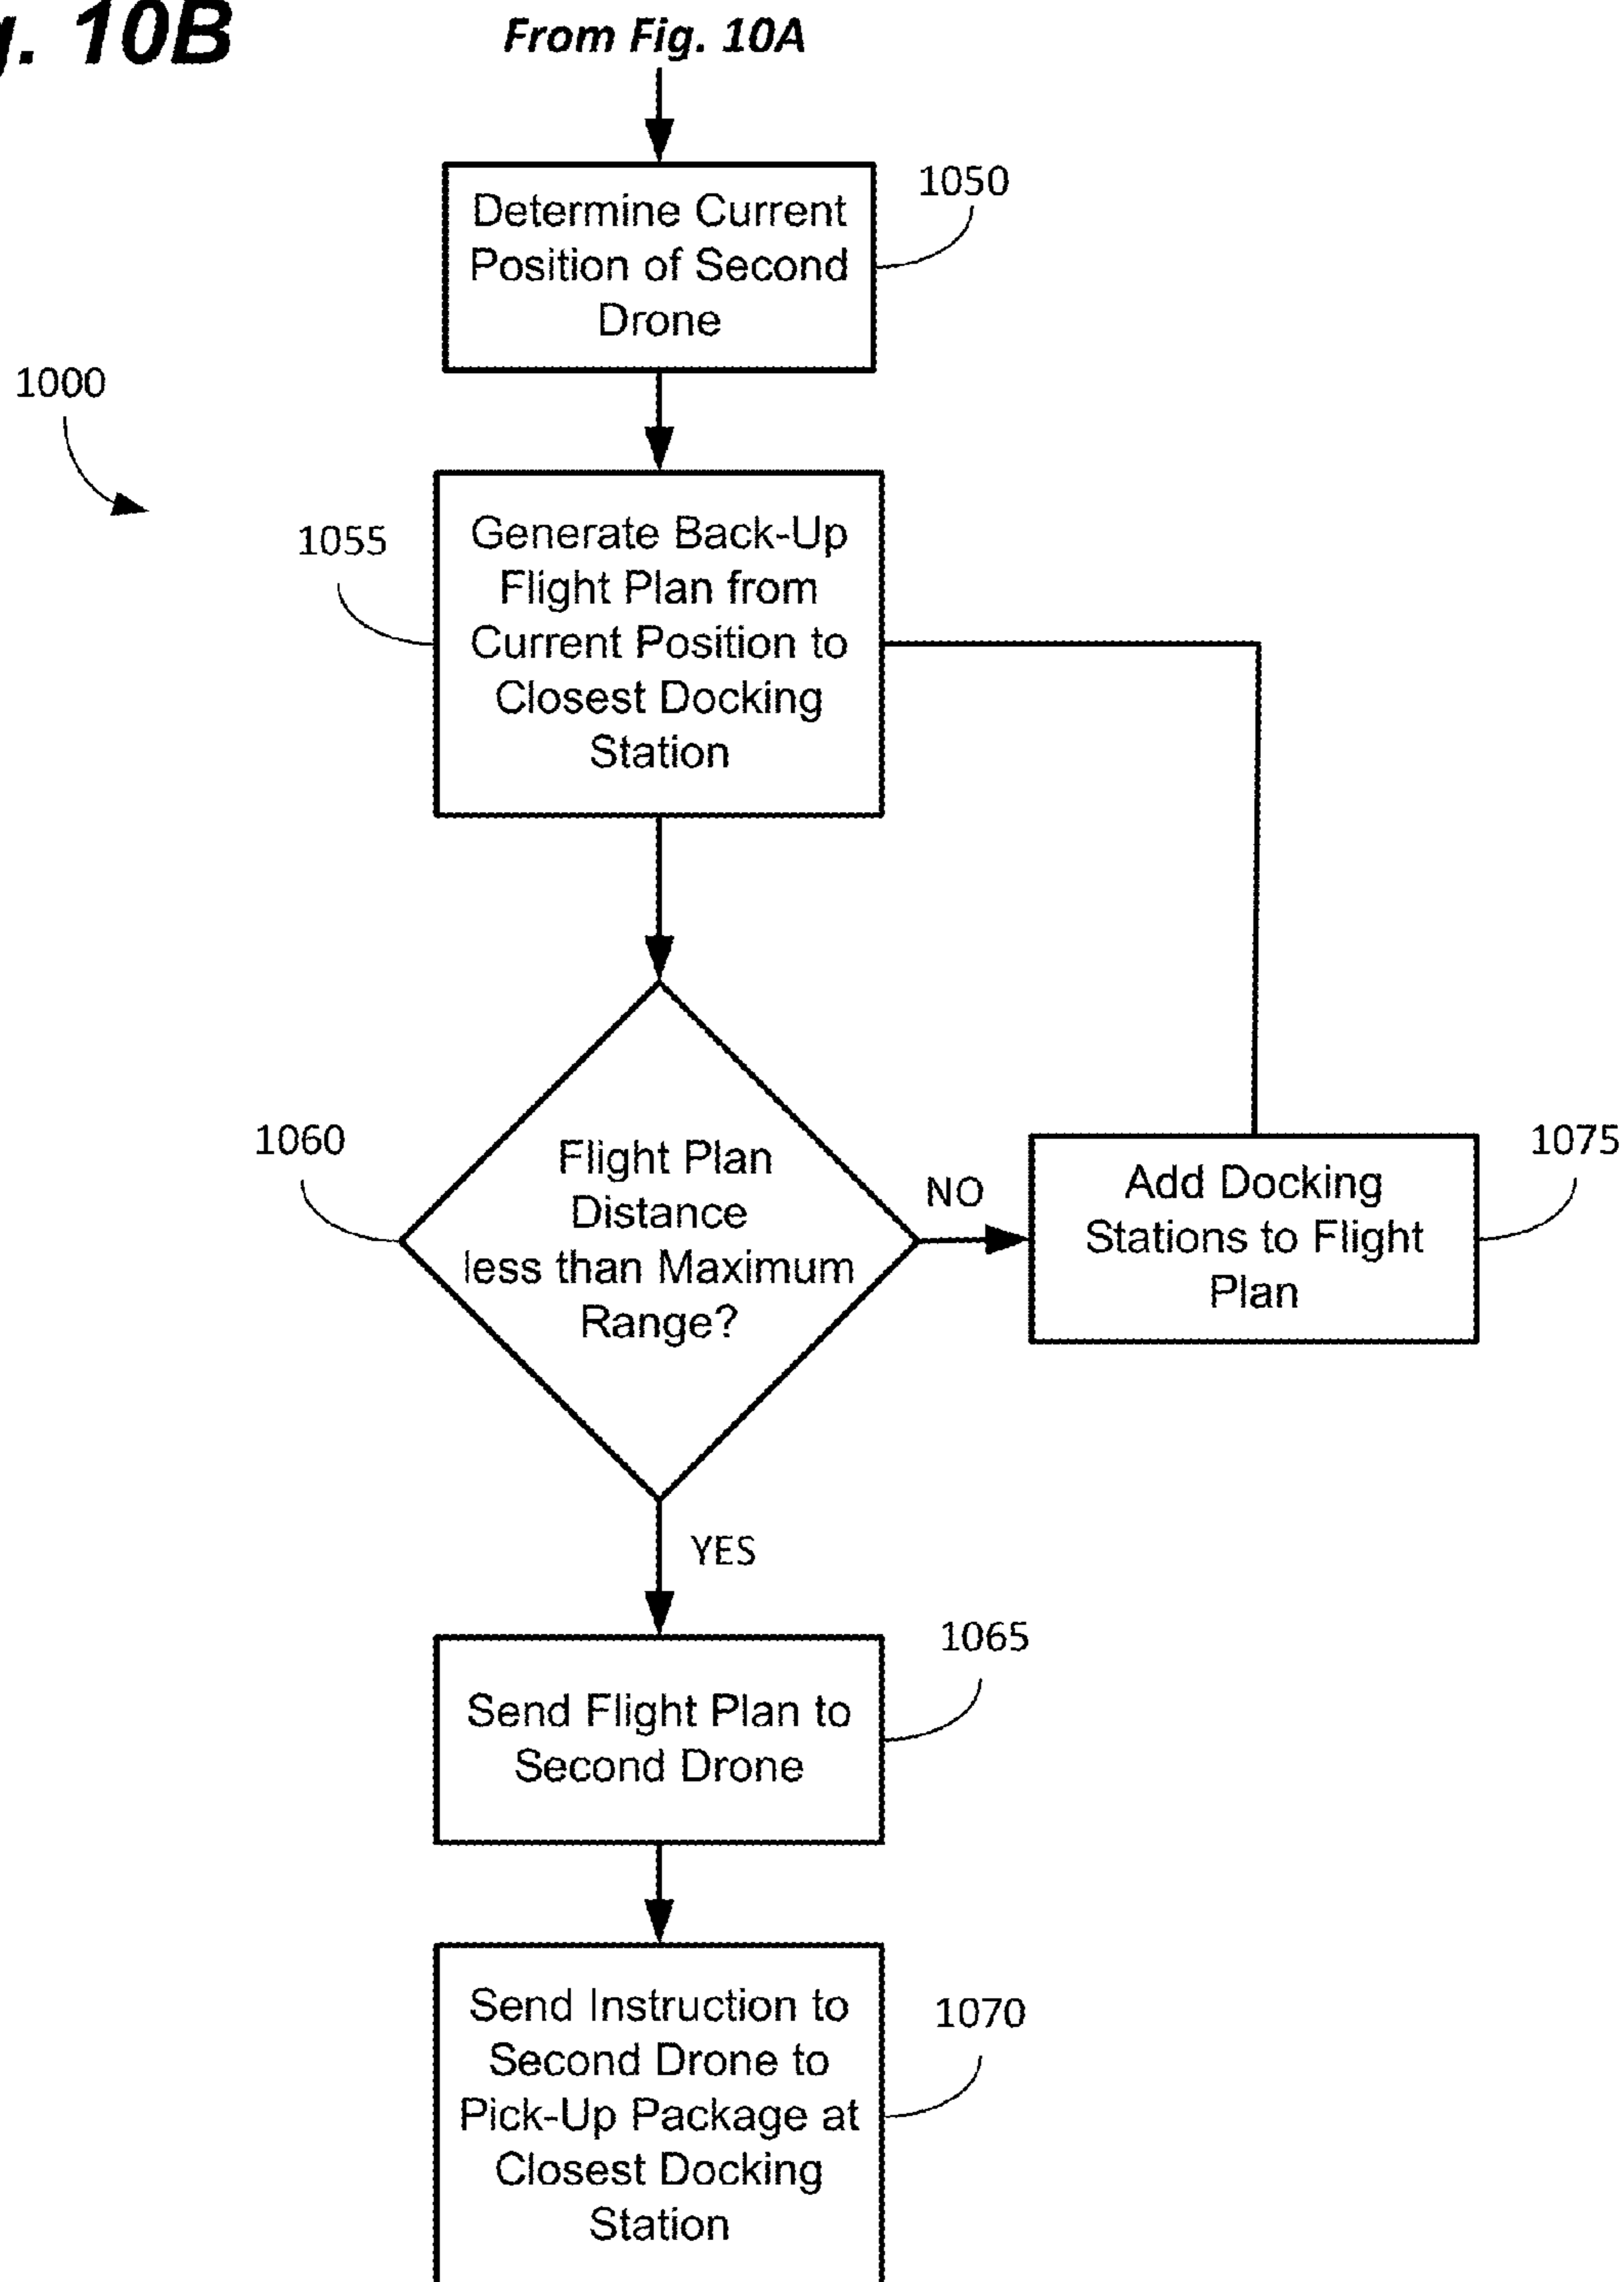 g. 10B
From Fig. 10A
Determine Current
Position of Second
Drone
1050
1000
1055
Generate Back-Up
Flight Plan from
Current Position to
Closest Docking
Station
1060
Flight Plan
Distance
less than Maximum
Range?
NO
Add Docking
Stations to Flight
Plan
1075
YES
Send Flight Plan to
Second Drone
1065
Send Instruction to
Second Drone to
Pick-Up Package at
Closest Docking
Station
1070